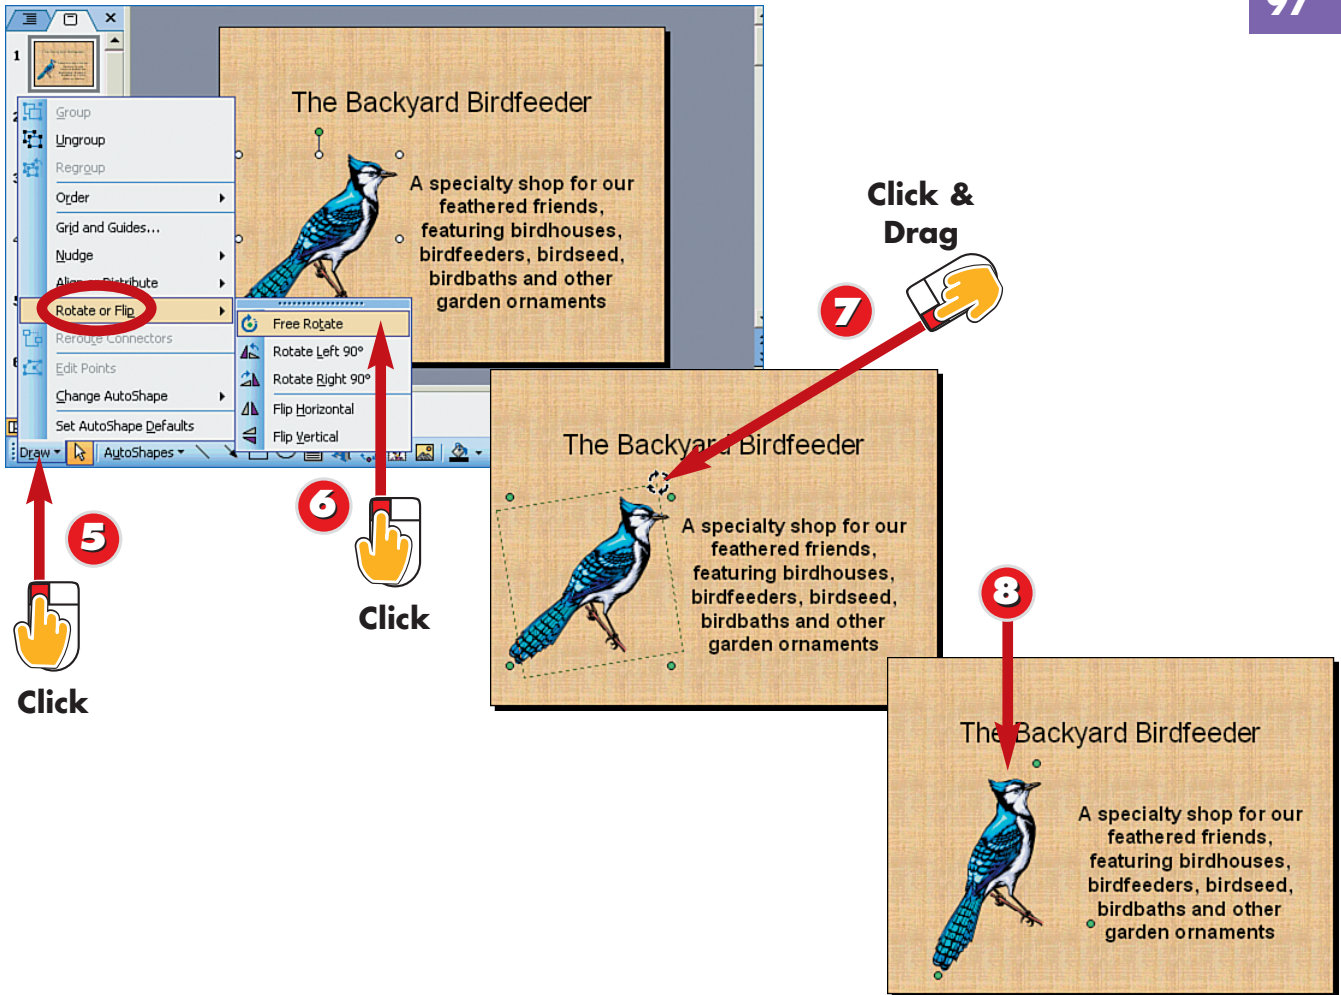 97
1
The Backyard Birdfeeder
A specialty shop for our
feathered friends,
featuring birdhouses,
birdfeeders, birdseed,
birdbaths and other
garden ornaments
Group
Ungroup
Regroup
Order
Grid and Guides...
Nudge
Align or Distribute
Rotate or Flip
Reroute Connectors
Edit Points
Change AutoShape
Set AutoShape Defaults
Free Rotate
Rotate Left 90°
Rotate Right 90°
Flip Horizontal
Flip Vertical
Draw
AutoShapes
5
Click
6
Click
Click &
Drag
7
The Backyard Birdfeeder
A specialty shop for our
feathered friends,
featuring birdhouses,
birdfeeders, birdseed,
birdbaths and other
garden ornaments
8
The Backyard Birdfeeder
A specialty shop for our
feathered friends,
featuring birdhouses,
birdfeeders, birdseed,
birdbaths and other
garden ornaments